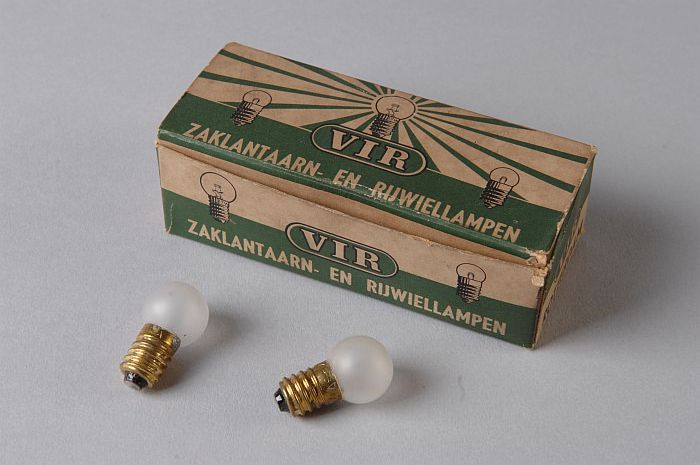 VIR
ZAKLANTAARN- EN RIJWIELLAMPEN
VIR
ZAKLANTAARN- EN RIJWIELLAMPEN